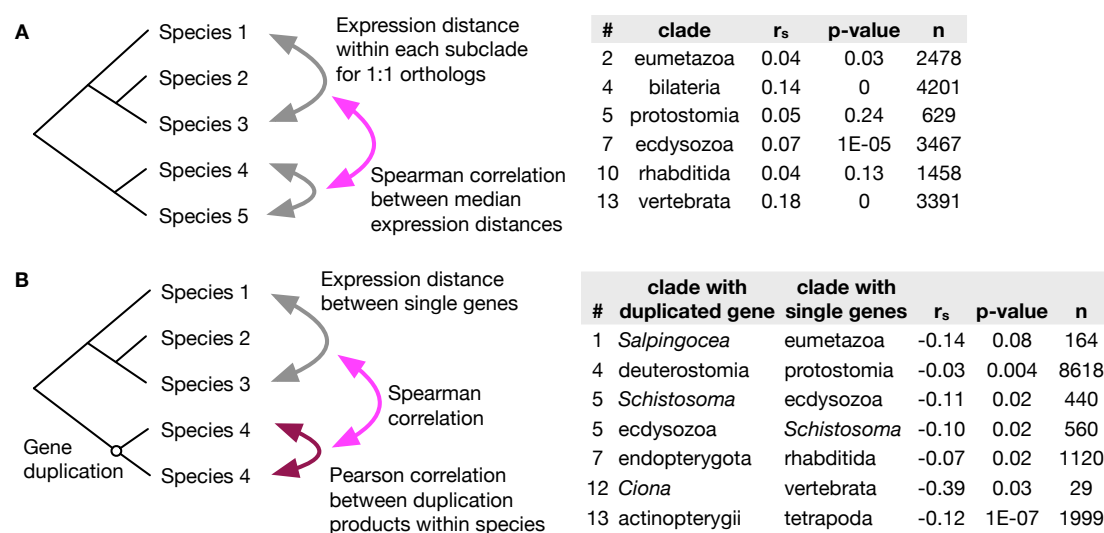 A
Species 1
Species 2
Species 3
Species 4
Species 5
Expression distance
within each subclade
for 1:1 orthologs
Spearman correlation
between median
expression distances
# clade rs p-value n
2 eumetazoa 0.04 0.03 2478
4 bilateria 0.14 0 4201
5 protostomia 0.05 0.24 629
7 ecdysozoa 0.07 1E-05 3467
10 rhabditida 0.04 0.13 1458
13 vertebrata 0.18 0 3391
B
Species 1
Species 2
Species 3
Species 4
Species 4
Gene
duplication
Expression distance
between single genes
Spearman
correlation
Pearson correlation
between duplication
products within species
clade with clade with
# duplicated gene single genes rs p-value n
1 Salpingocea eumetazoa -0.14 0.08 164
4 deuterostomia protostomia -0.03 0.004 8618
5 Schistosoma ecdysozoa -0.11 0.02 440
5 ecdysozoa Schistosoma -0.10 0.02 560
7 endopterygota rhabditida -0.07 0.02 1120
12 Ciona vertebrata -0.39 0.03 29
13 actinopterygii tetrapoda -0.12 1E-07 1999